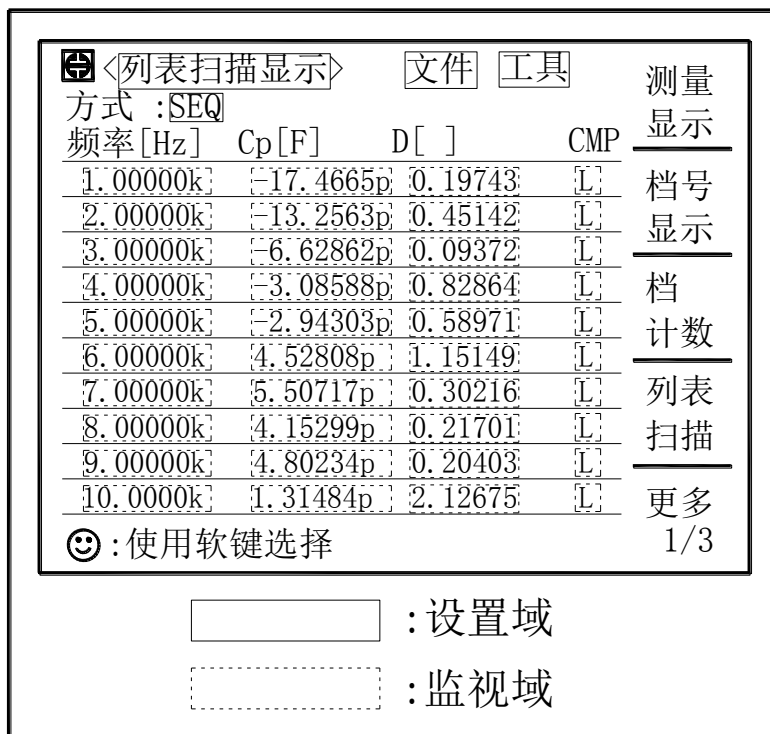 <列表扫描显示> 文件 工具
方式 :SEQ
频率[Hz] Cp[F] D[ ] CMP
1.00000k -17.4665p 0.19743 L
2.00000k -13.2563p 0.45142 L
3.00000k -6.62862p 0.09372 L
4.00000k -3.08588p 0.82864 L
5.00000k -2.94303p 0.58971 L
6.00000k 4.52808p 1.15149 L
7.00000k 5.50717p 0.30216 L
8.00000k 4.15299p 0.21701 L
9.00000k 4.80234p 0.20403 L
10.0000k 1.31484p 2.12675 L
:使用软键选择
测量
显示
档号
显示
档
计数
列表
扫描
更多
1/3
:设置域
:监视域